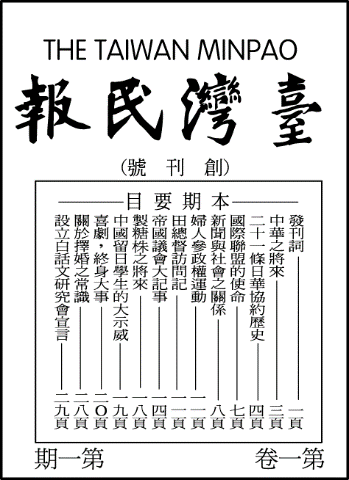 THE TAIWAN MINPAO
臺灣民報
(創刊號)
本期要目
發刊詞——一頁
中華之將來——三頁
二十一條日華協約歷史——四頁
國際聯盟的使命——七頁
新聞與社會之關係——八頁
婦人參政權運動——一一頁
田總督訪問記——一一頁
帝國議會大記事——一四頁
製糖株之將來——一八頁
中國留日學生的大示威——一九頁
喜劇,終身大事——二〇頁
關於擇婚之常識——二八頁
設立白話文研究會宣言——二九頁
第一卷 第一期